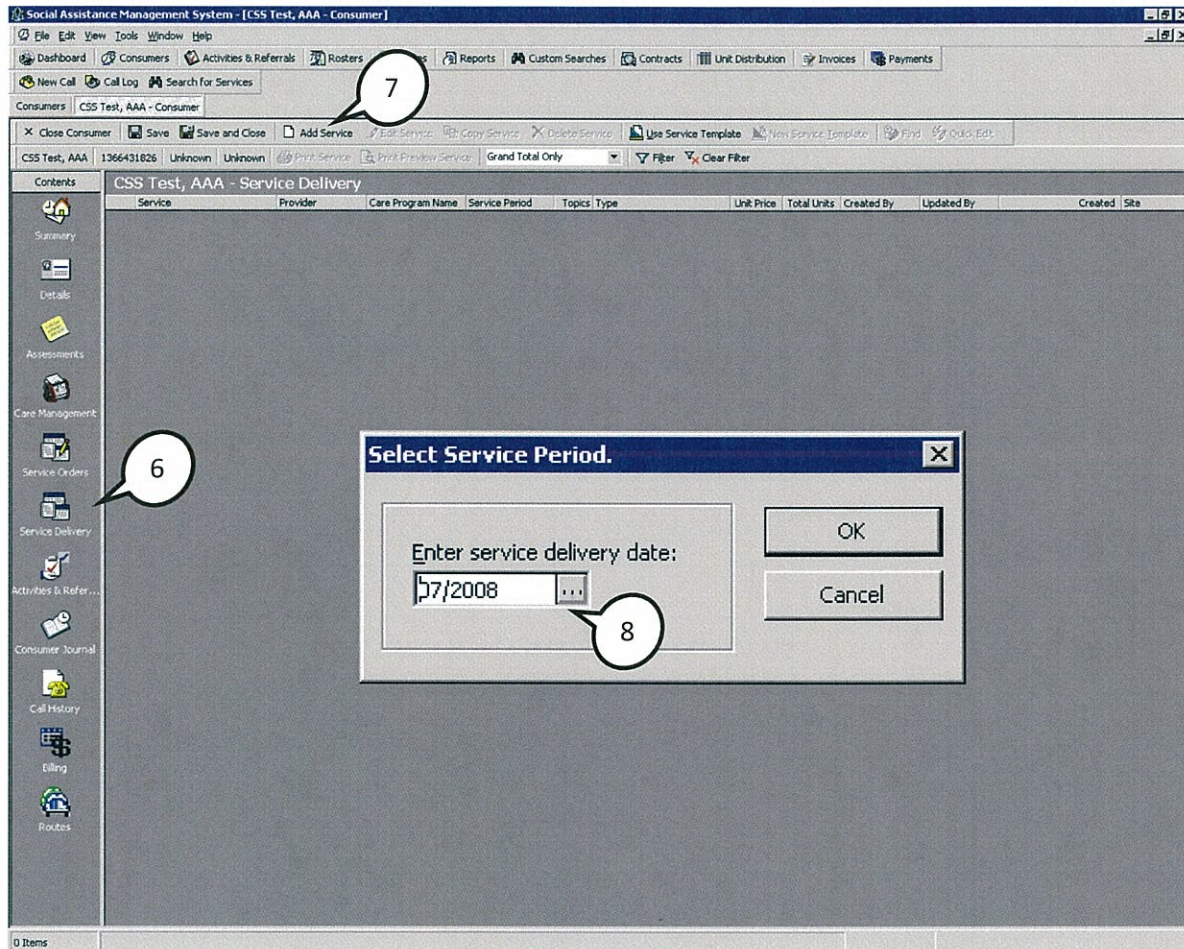 Social Assistance Management System - [CSS Test, AAA - Consumer]
File Edit View Tools Window Help
Dashboard Consumers Activities & Referrals Rosters Reports Custom Searches Contracts Unit Distribution Invoices Payments
New Call Call Log Search for Services
7
Consumers CSS Test, AAA - Consumer
Close Consumer Save Save and Close Add Service Edit Service Copy Service Delete Service Use Service Template New Service Template Find Quick Edit
CSS Test, AAA 1366431826 Unknown Unknown Print Service Print Preview Service Grand Total Only Filter Clear Filter
Contents CSS Test, AAA - Service Delivery
Service Provider Care Program Name Service Period Topics Type Unit Price Total Units Created By Updated By Created Site
Summary
Details
Assessments
Care Management
Service Orders
6
Service Delivery
Activities & Refer...
Consumer Journal
Call History
Billing
Routes
Select Service Period.
Enter service delivery date:
07/2008 ...
OK
Cancel
8
0 Items